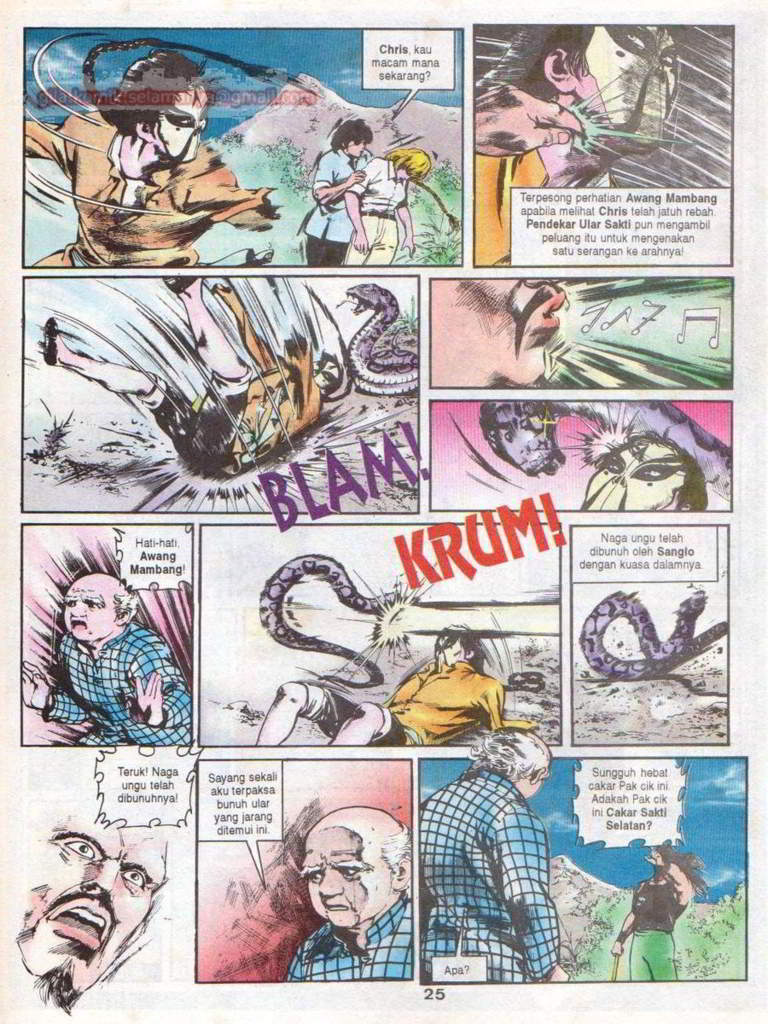 Chris, kau
macam mana
sekarang?
Terpesong perhatian Awang Mambang
apabila melihat Chris telah jatuh rebah.
Pendekar Ular Sakti pun mengambil
peluang itu untuk mengenakan
satu serangan ke arahnya!
BLAM!
KRUM!
Hati-hati,
Awang
Mambang!
Naga ungu telah
dibunuh oleh Sanglo
dengan kuasa dalamnya.
Teruk! Naga
ungu telah
dibunuhnya!
Sayang sekali
aku terpaksa
bunuh ular
yang jarang
ditemui ini.
Sungguh hebat
cakar Pak cik ini.
Adakah Pak cik
ini Cakar Sakti
Selatan?
Apa?
25